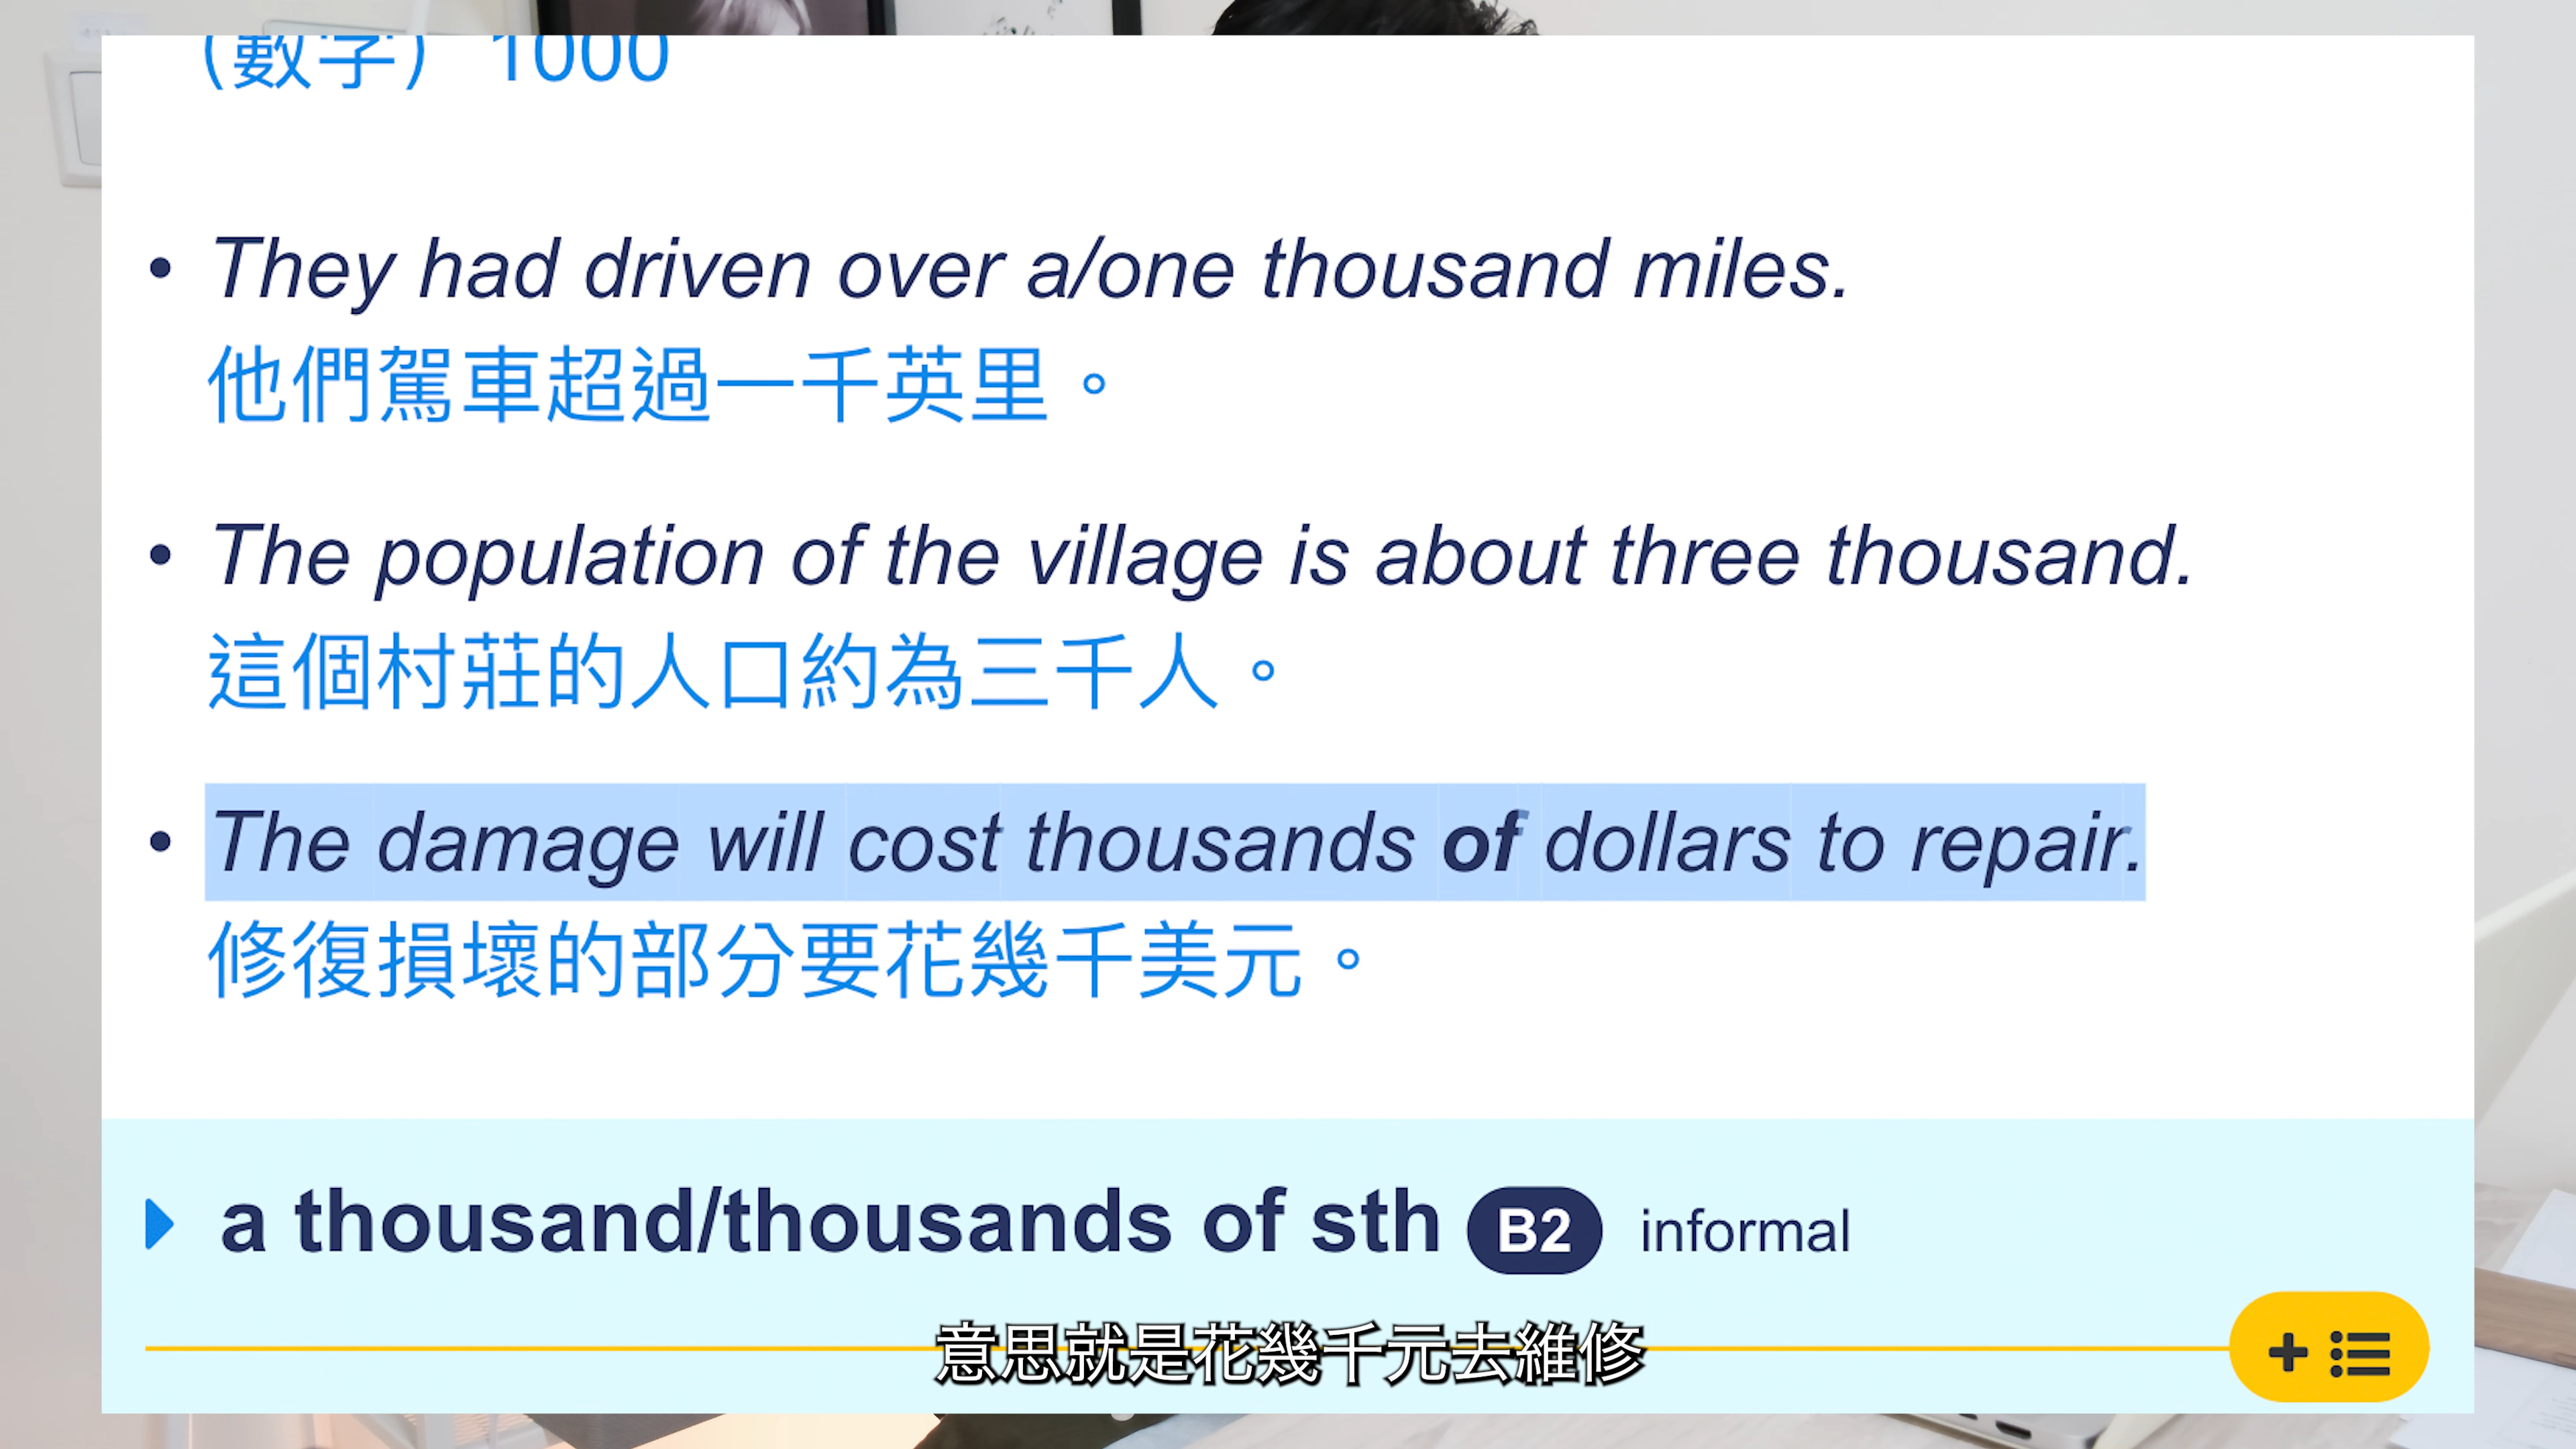 （數字）1000
• They had driven over a/one thousand miles.
他們駕車超過一千英里。
• The population of the village is about three thousand.
這個村莊的人口約為三千人。
• The damage will cost thousands of dollars to repair.
修復損壞的部分要花幾千美元。
a thousand/thousands of sth B2 informal
意思就是花幾千元去維修